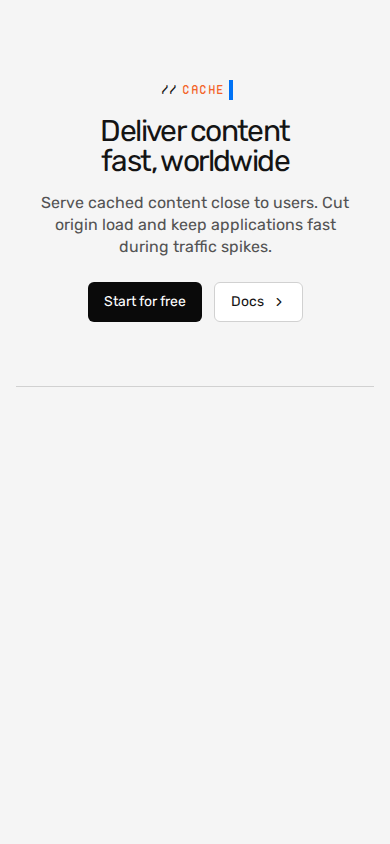 // CACHE
Deliver content
fast, worldwide
Serve cached content close to users. Cut
origin load and keep applications fast
during traffic spikes.
Start for free
Docs